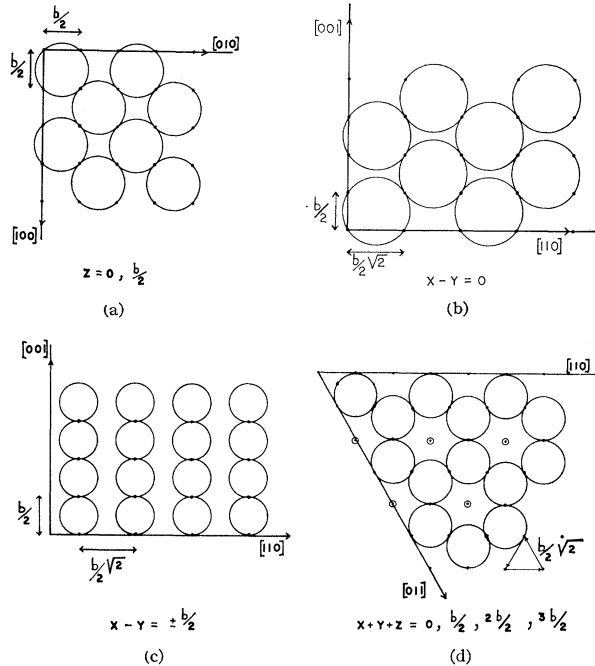 b/2
[010]
b/2
[100]
z = 0 , b/2
(a)
[001]
b/2
[110]
b/2 √2
X - Y = 0
(b)
[001]
b/2
[110]
b/2 √2
X - Y = ± b/2
(c)
[110]
b/2 √2
[011]
X+Y+Z = 0 , b/2 , 2b/2 , 3b/2
(d)